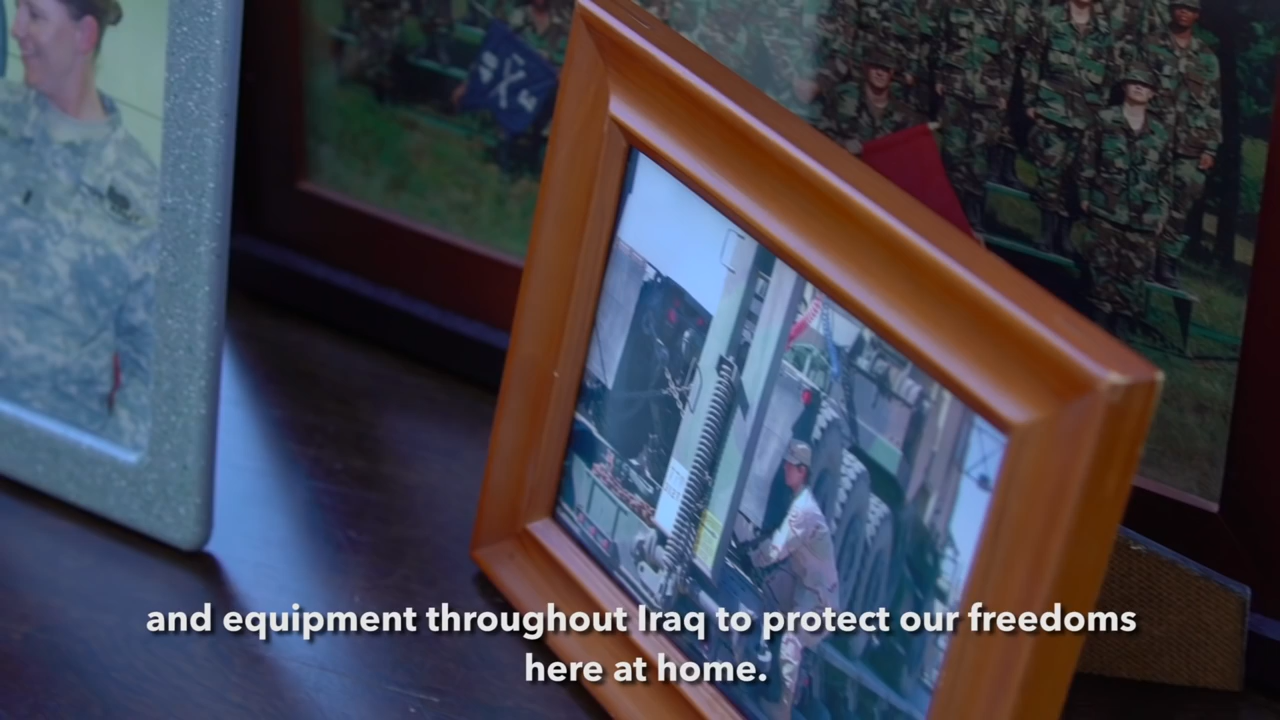 and equipment throughout Iraq to protect our freedoms
here at home.